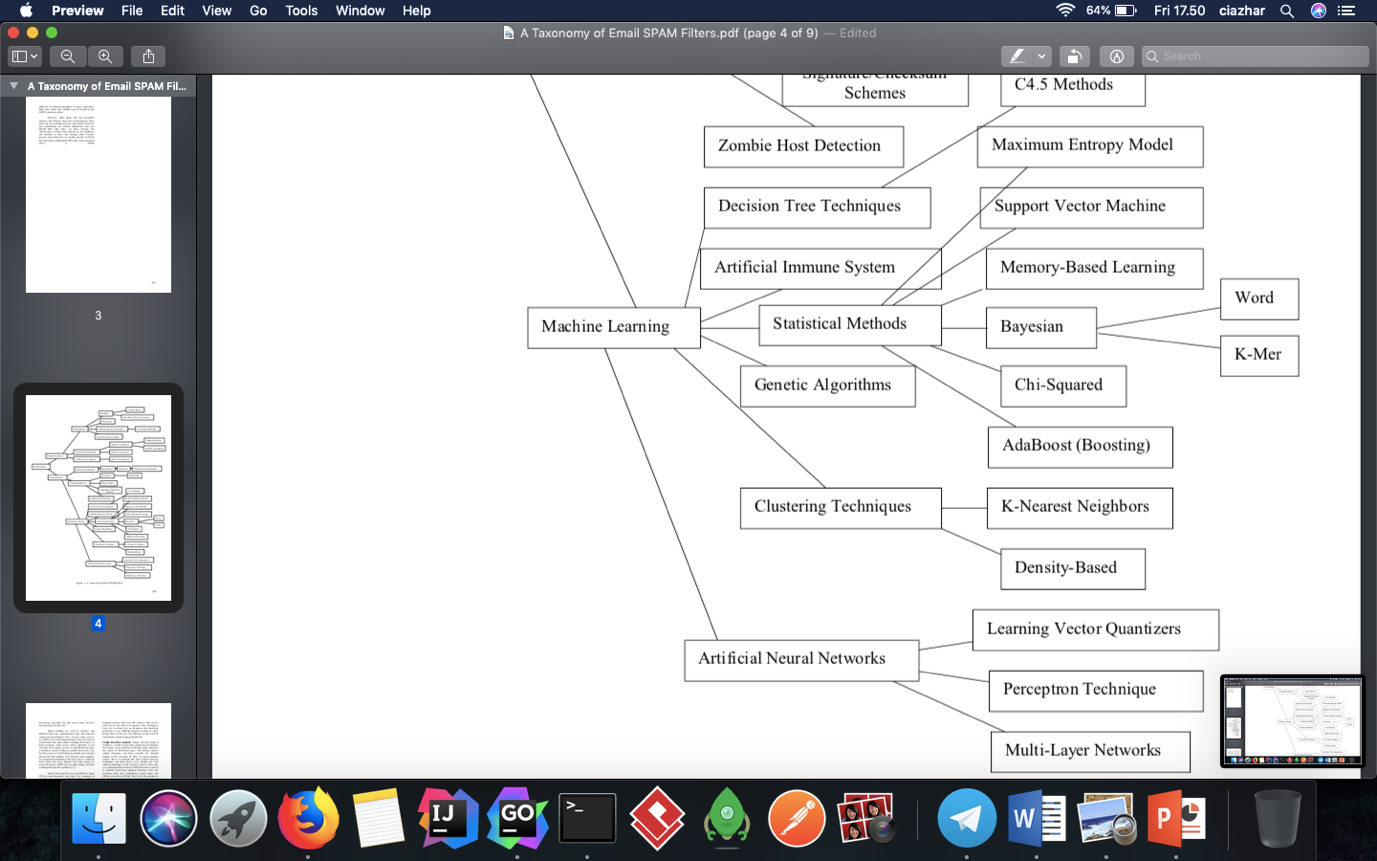 Preview File Edit View Go Tools Window Help
64% Fri 17.50 ciazhar
A Taxonomy of Email SPAM Filters.pdf (page 4 of 9) — Edited
Search
A Taxonomy of Email SPAM Fil...
3
4
Signature/Checksum
Schemes
C4.5 Methods
Zombie Host Detection
Maximum Entropy Model
Decision Tree Techniques
Support Vector Machine
Artificial Immune System
Memory-Based Learning
Word
Machine Learning
Statistical Methods
Bayesian
K-Mer
Genetic Algorithms
Chi-Squared
AdaBoost (Boosting)
Clustering Techniques
K-Nearest Neighbors
Density-Based
Learning Vector Quantizers
Artificial Neural Networks
Perceptron Technique
Multi-Layer Networks
IJ
GO
>_
W
P